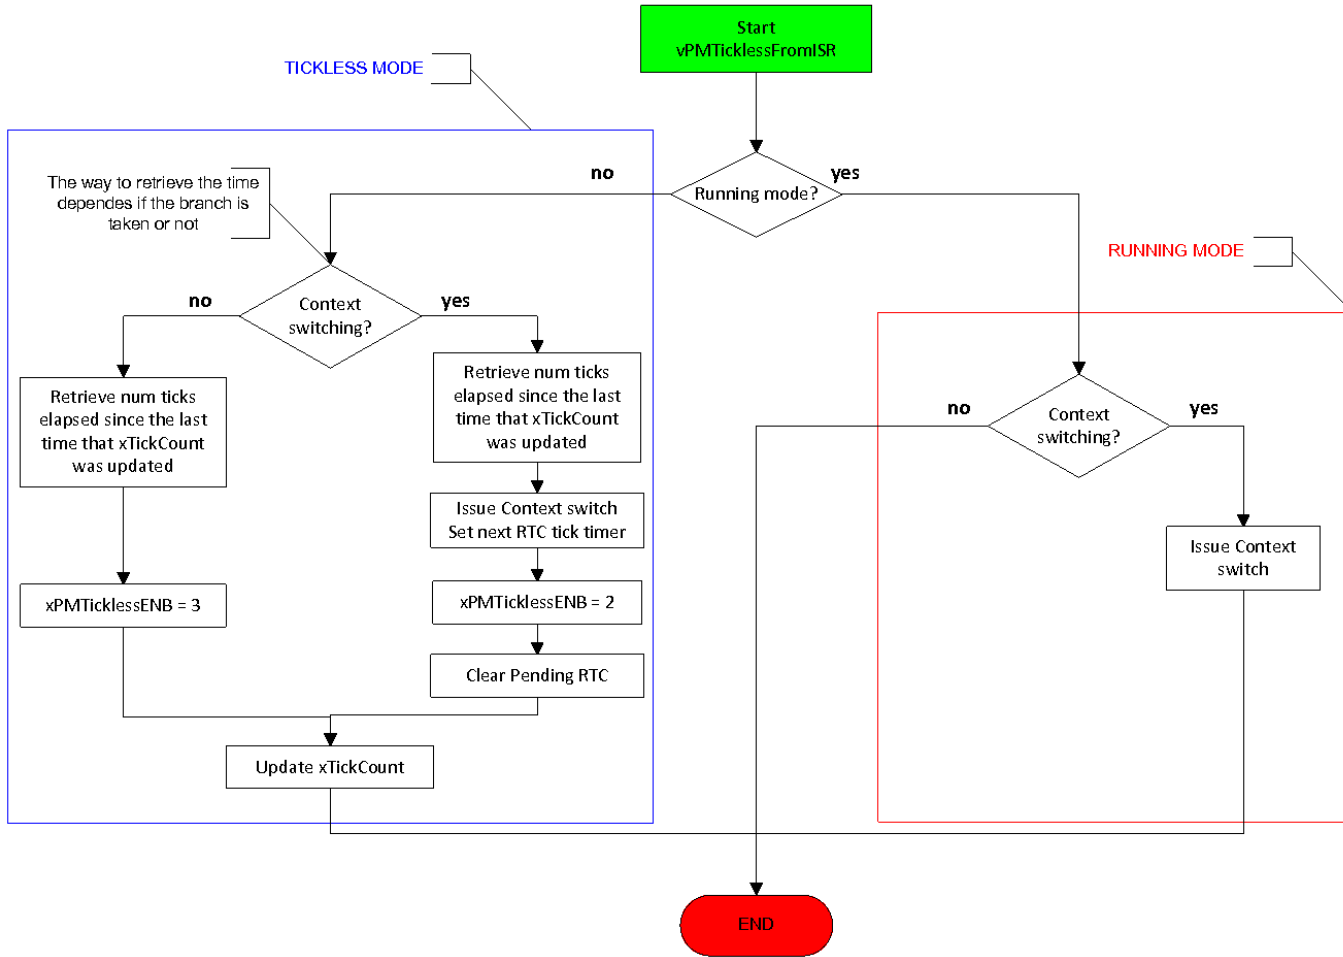 Start
vPMTicklessFromISR
TICKLESS MODE
no
yes
Running mode?
The way to retrieve the time
dependes if the branch is
taken or not
RUNNING MODE
no
yes
Context
switching?
Retrieve num ticks
elapsed since the last
time that xTickCount
was updated
Retrieve num ticks
elapsed since the last
time that xTickCount
was updated
no
yes
Context
switching?
Issue Context switch
Set next RTC tick timer
Issue Context
switch
xPMTicklessENB = 3
xPMTicklessENB = 2
Clear Pending RTC
Update xTickCount
END